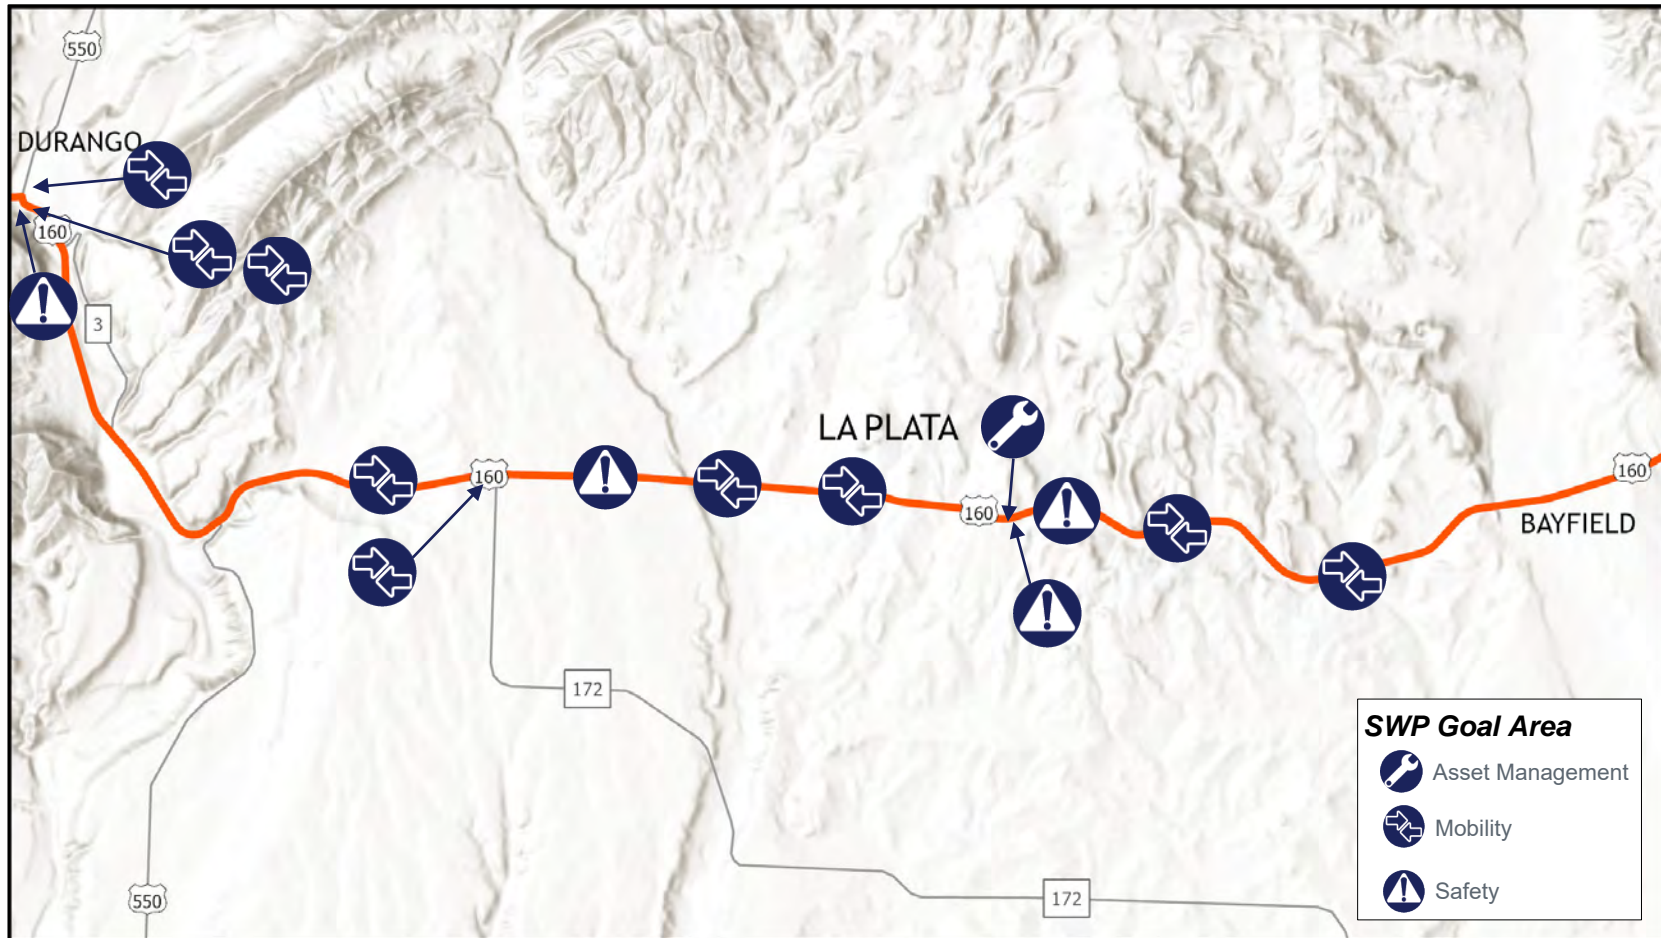 550
DURANGO
160
3
LA PLATA
160
160
160
BAYFIELD
172
550
172
SWP Goal Area
Asset Management
Mobility
Safety